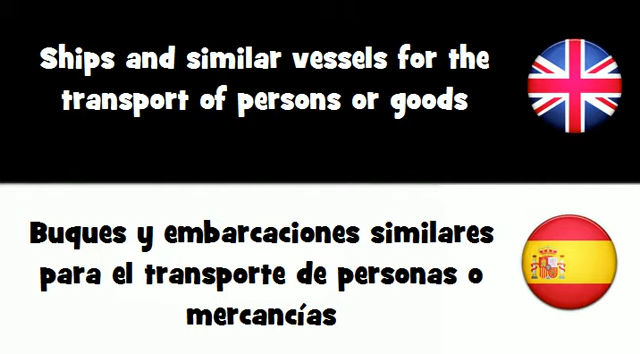 Ships and similar vessels for the
transport of persons or goods
Buques y embarcaciones similares
para el transporte de personas o
mercancías